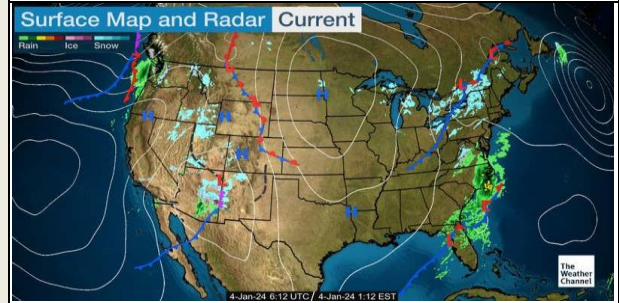 Surface Map and Radar Current
Rain Ice Snow
H
H
H
H
H
L
L
L
L
The
Weather
Channel
4-Jan-24 6:12 UTC / 4-Jan-24 1:12 EST